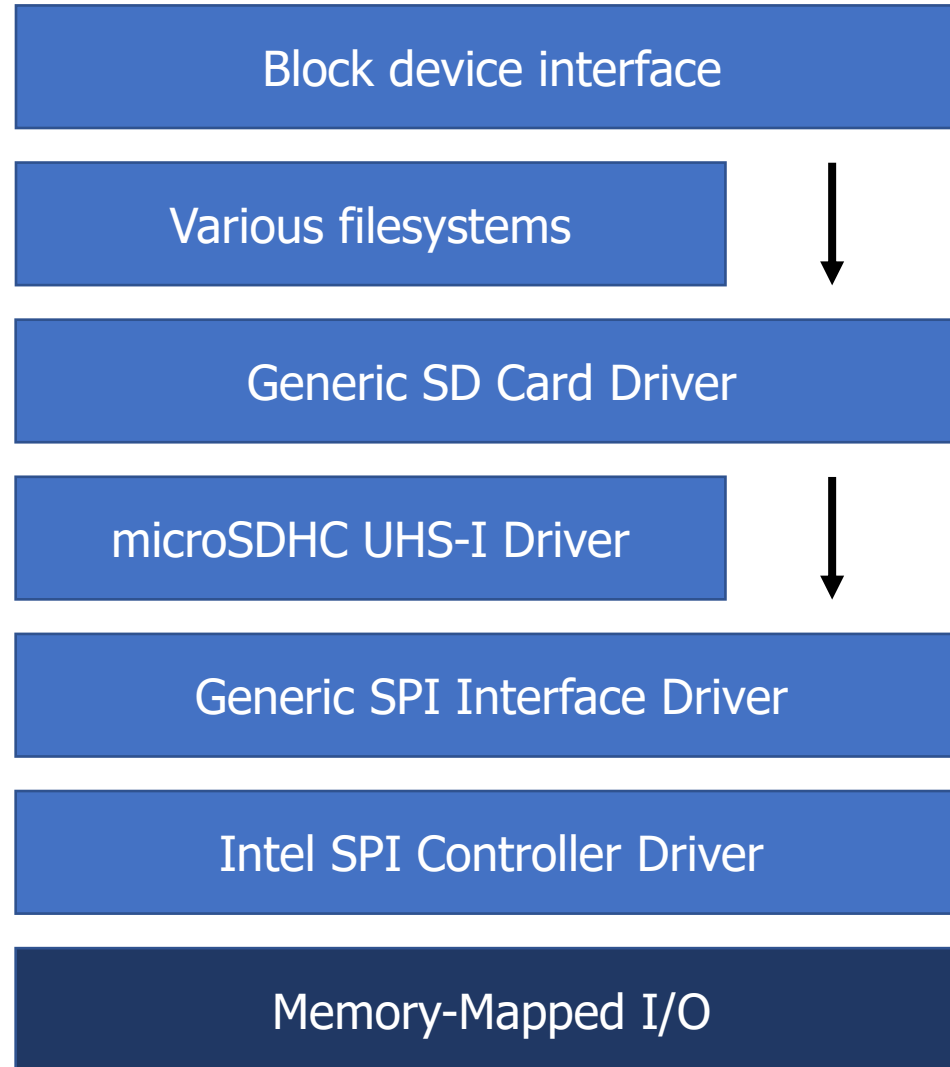 Block device interface
Various filesystems
Generic SD Card Driver
microSDHC UHS-I Driver
Generic SPI Interface Driver
Intel SPI Controller Driver
Memory-Mapped I/O